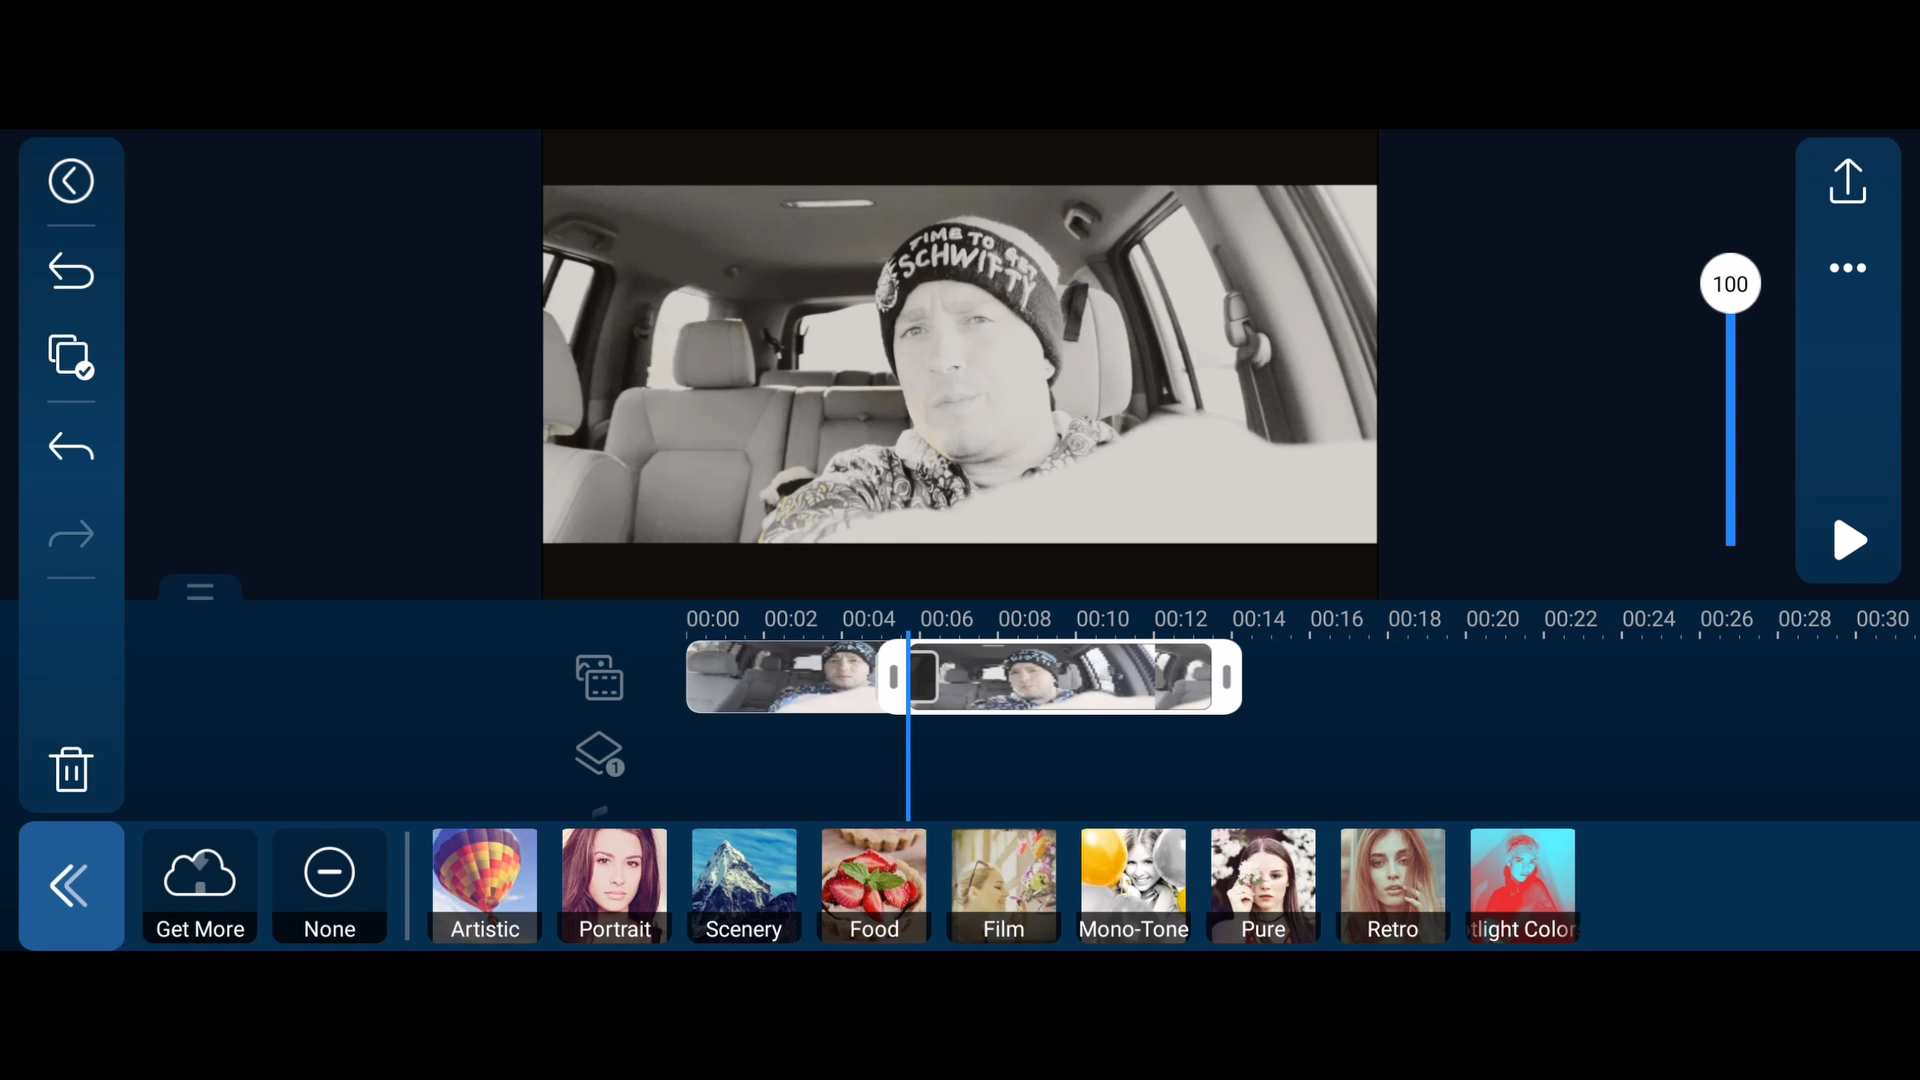 TIME TO GET
SCHWIFTY
100
00:00 00:02 00:04 00:06 00:08 00:10 00:12 00:14 00:16 00:18 00:20 00:22 00:24 00:26 00:28 00:30
1
Get More None Artistic Portrait Scenery Food Film Mono-Tone Pure Retro tlight Color